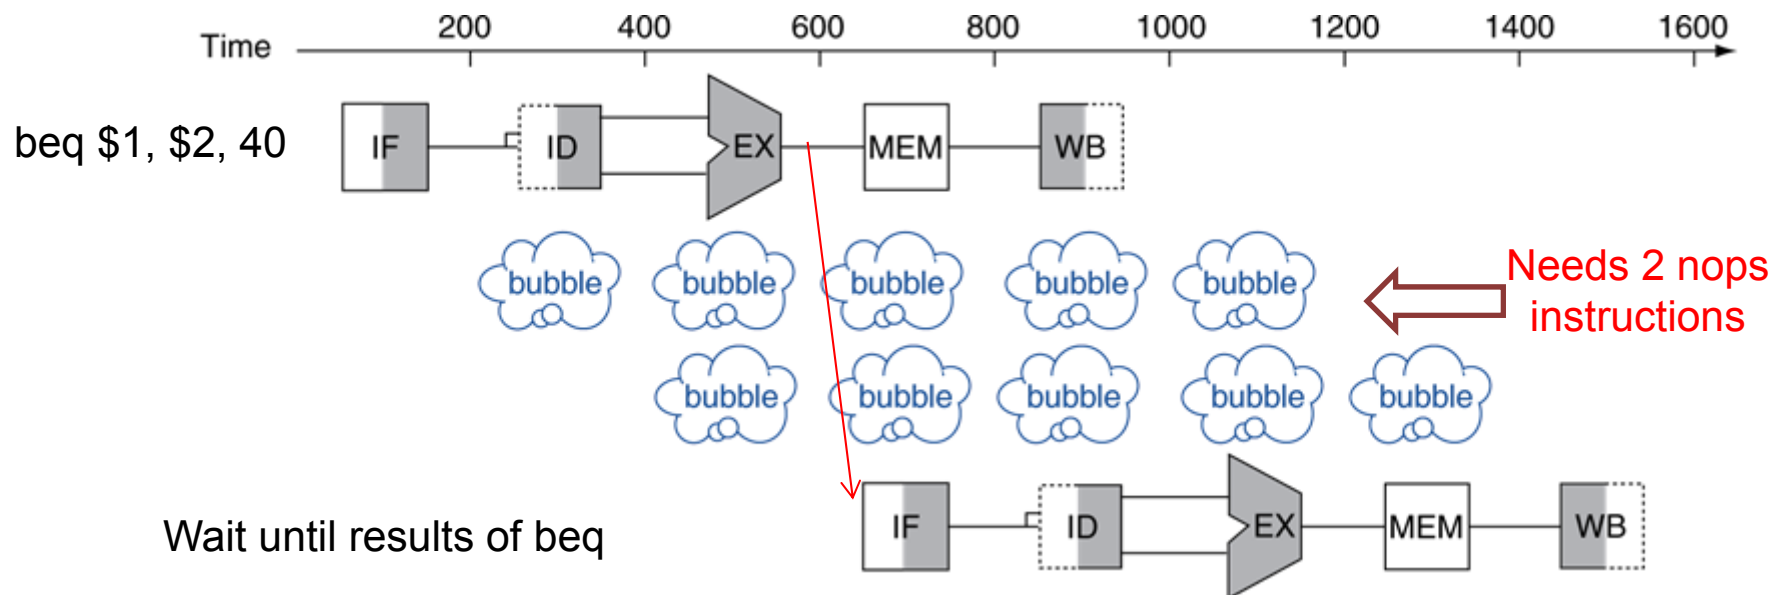 Time 200 400 600 800 1000 1200 1400 1600
beq $1, $2, 40 IF ID EX MEM WB
bubble bubble bubble bubble bubble
Needs 2 nops
instructions
bubble bubble bubble bubble bubble
Wait until results of beq IF ID EX MEM WB